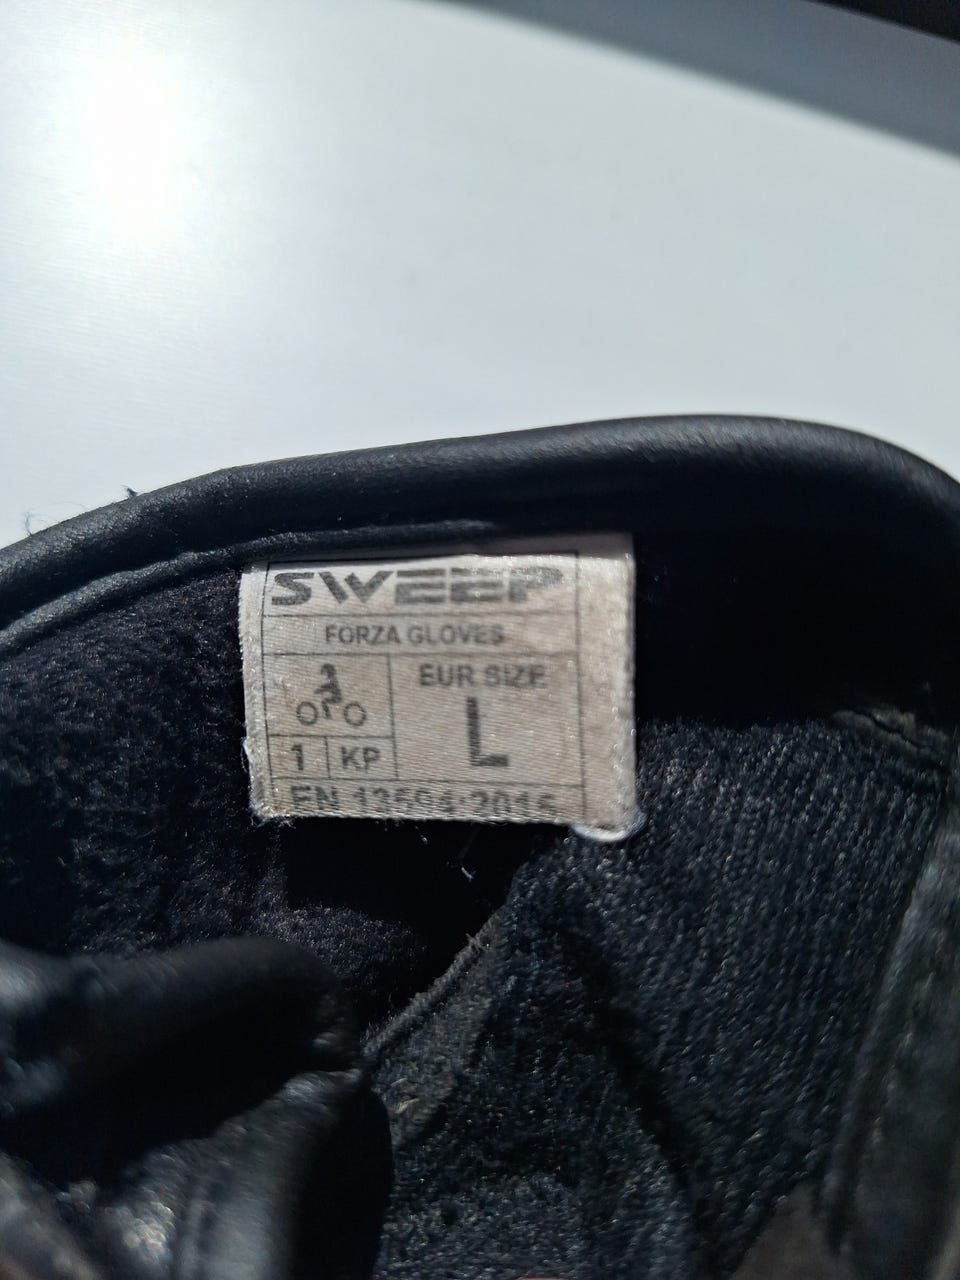 SWEEP
FORZA GLOVES
EUR SIZE
L
1 KP
EN 13594:2015